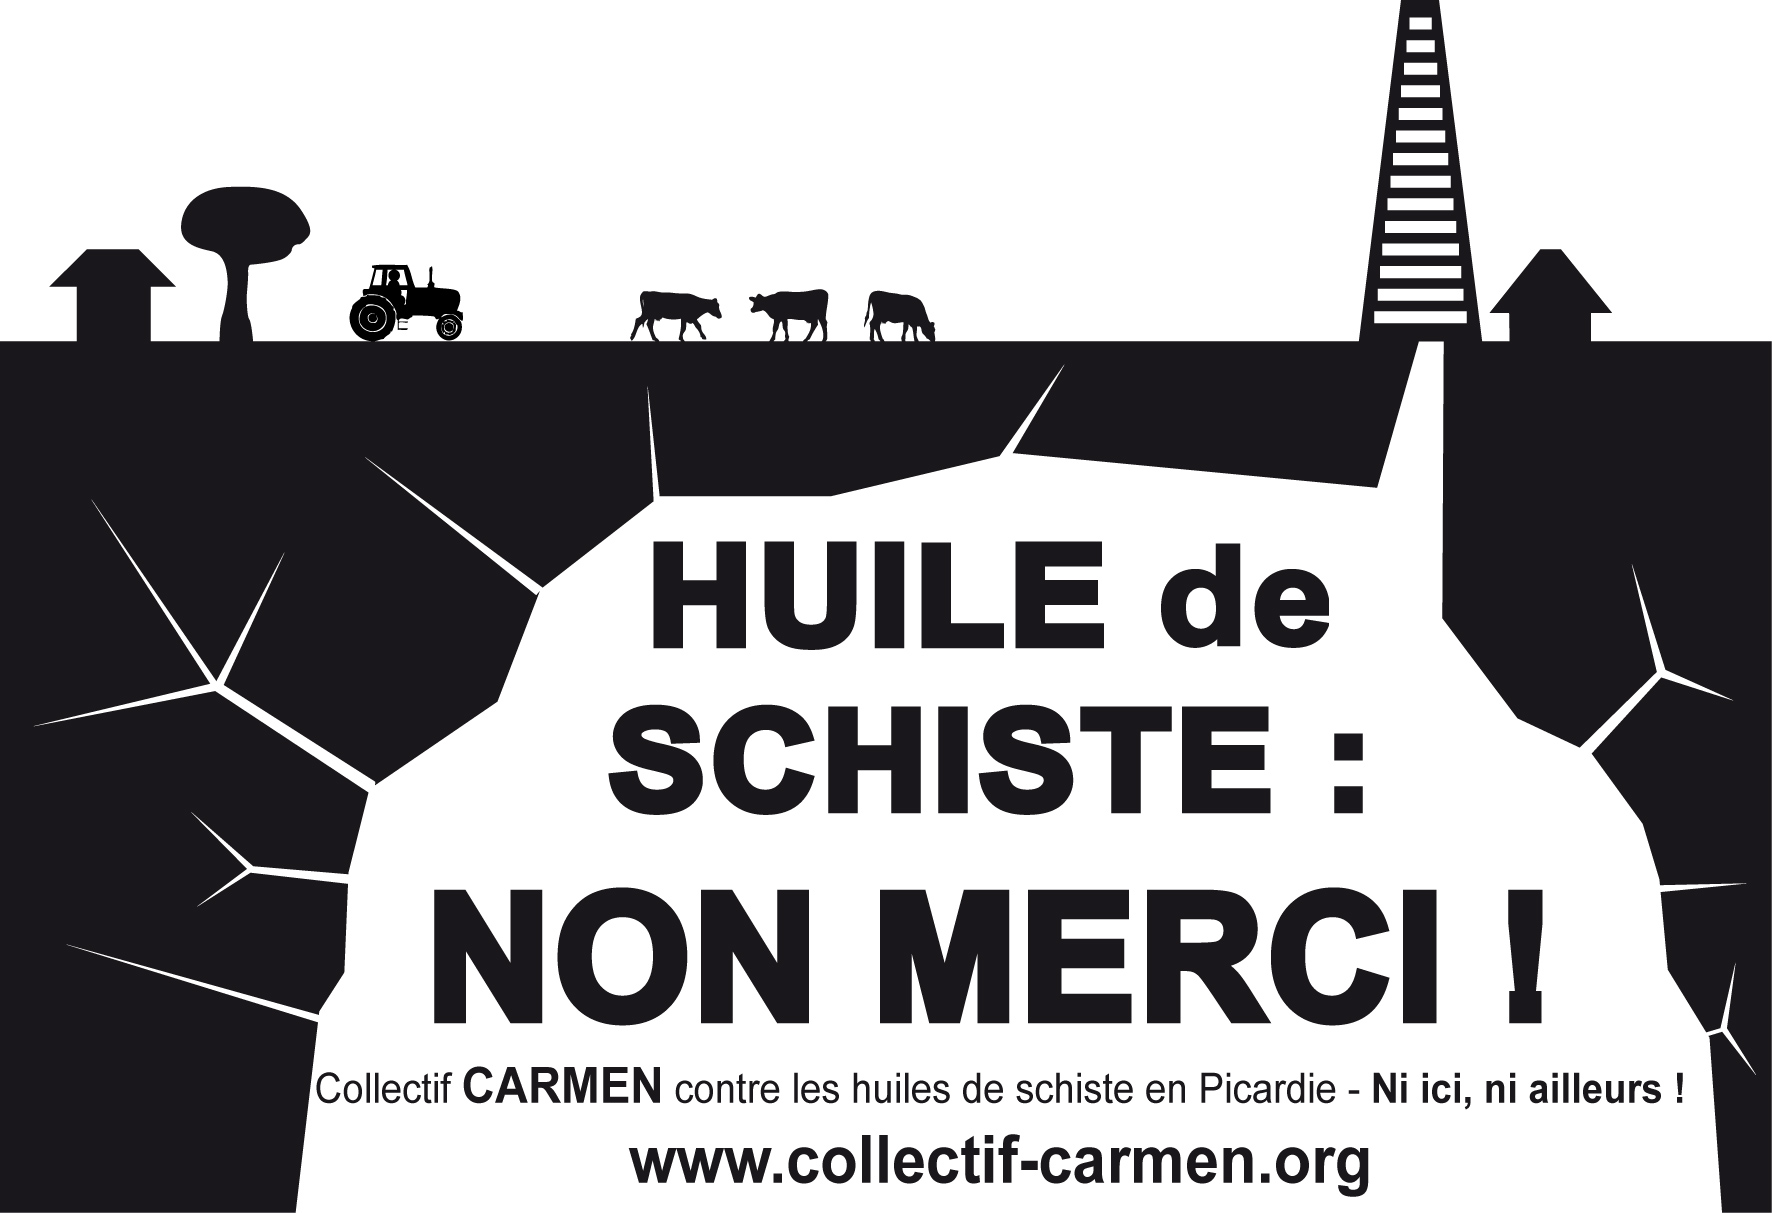 HUILE de
SCHISTE :
NON MERCI !
Collectif CARMEN contre les huiles de schiste en Picardie - Ni ici, ni ailleurs !
www.collectif-carmen.org